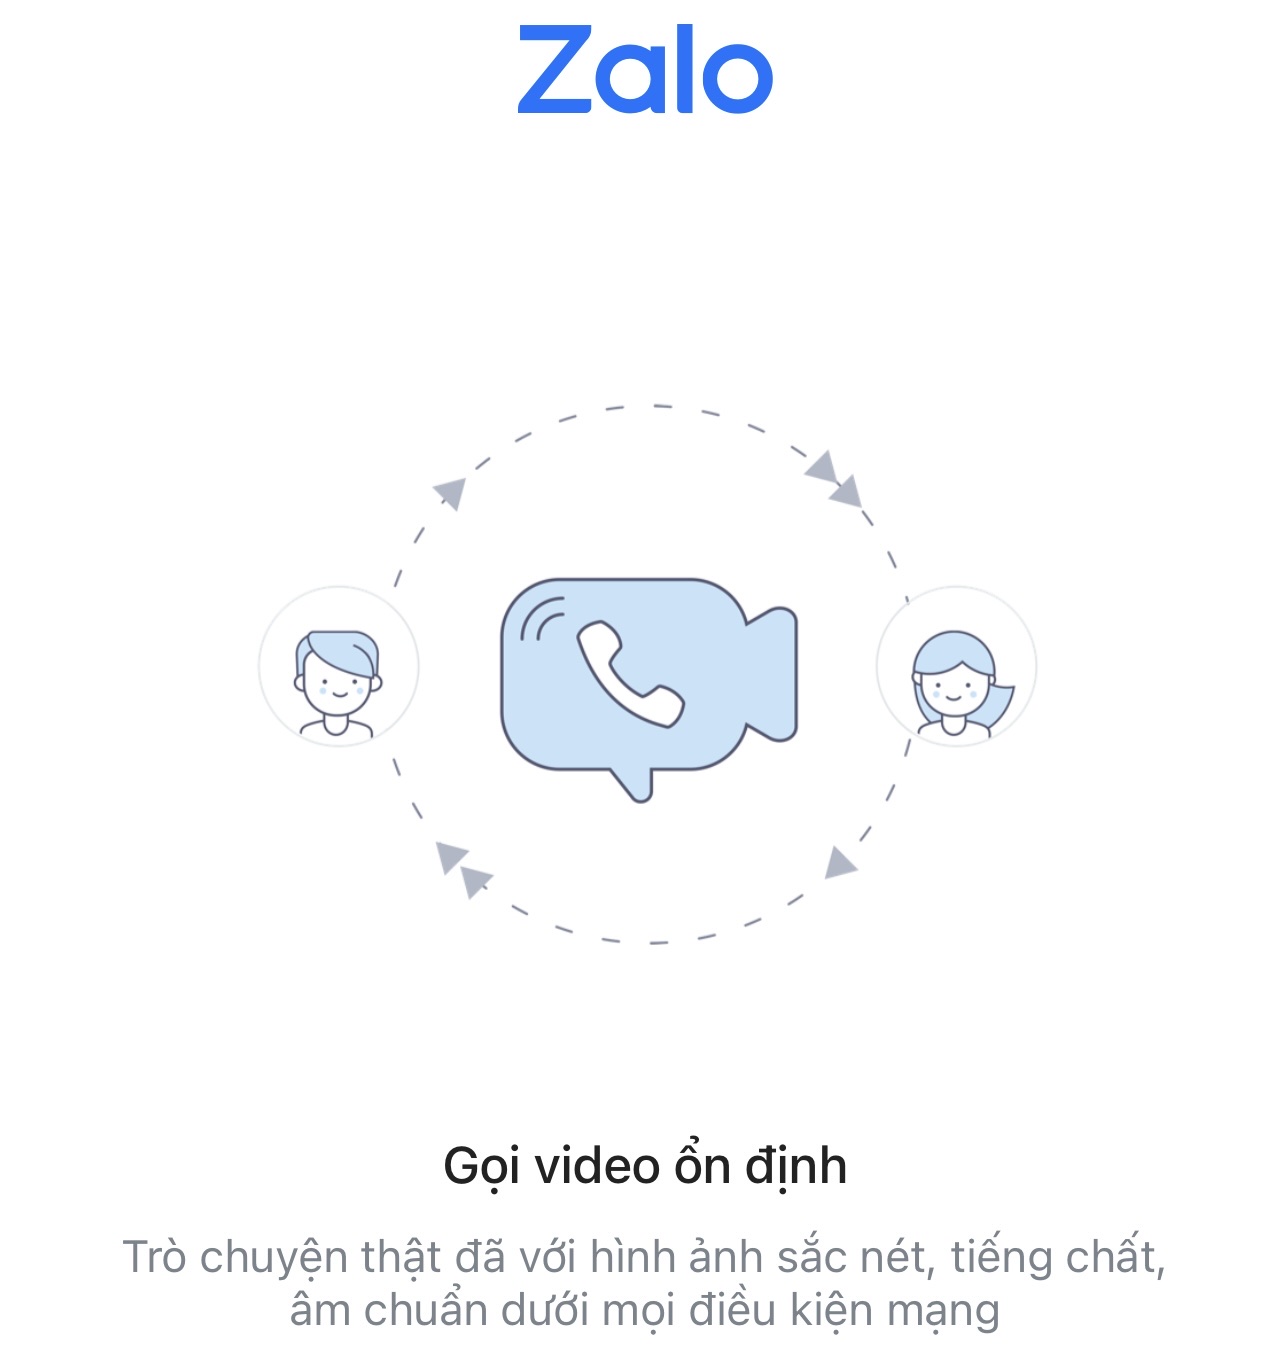 Zalo
Gọi video ổn định
Trò chuyện thật đã với hình ảnh sắc nét, tiếng chất,
âm chuẩn dưới mọi điều kiện mạng